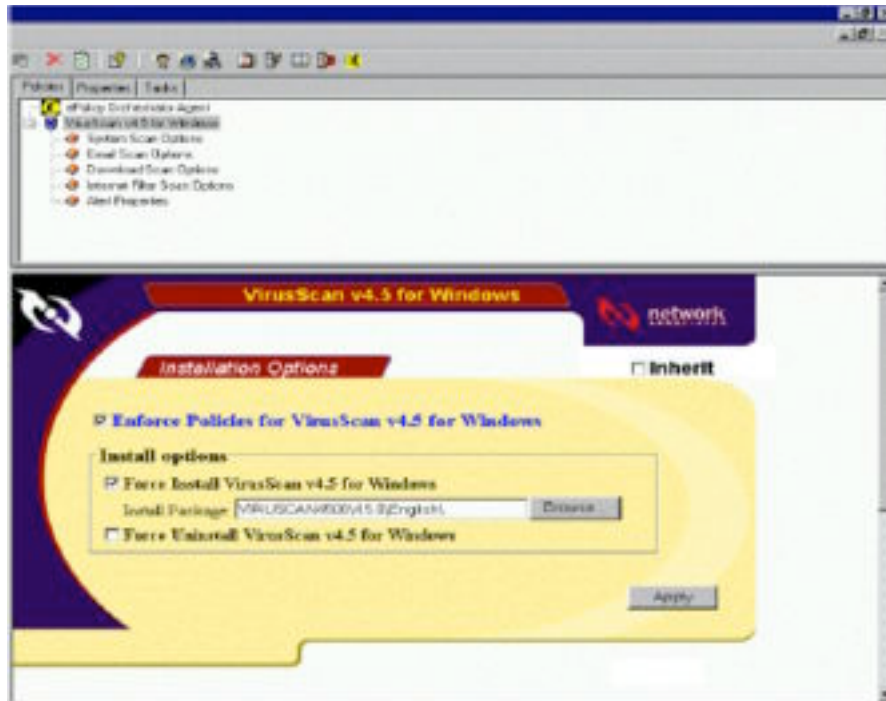 Policies Properties Tasks
ePolicy Orchestrator Agent
VirusScan v4.5 for Windows
System Scan Options
Email Scan Options
Download Scan Options
Internet Filter Scan Options
Alert Properties
VirusScan v4.5 for Windows
network
Installation Options
Inherit
Enforce Policies for VirusScan v4.5 for Windows
Install options
Force Install VirusScan v4.5 for Windows
Install Package Browse...
Force Uninstall VirusScan v4.5 for Windows
Apply